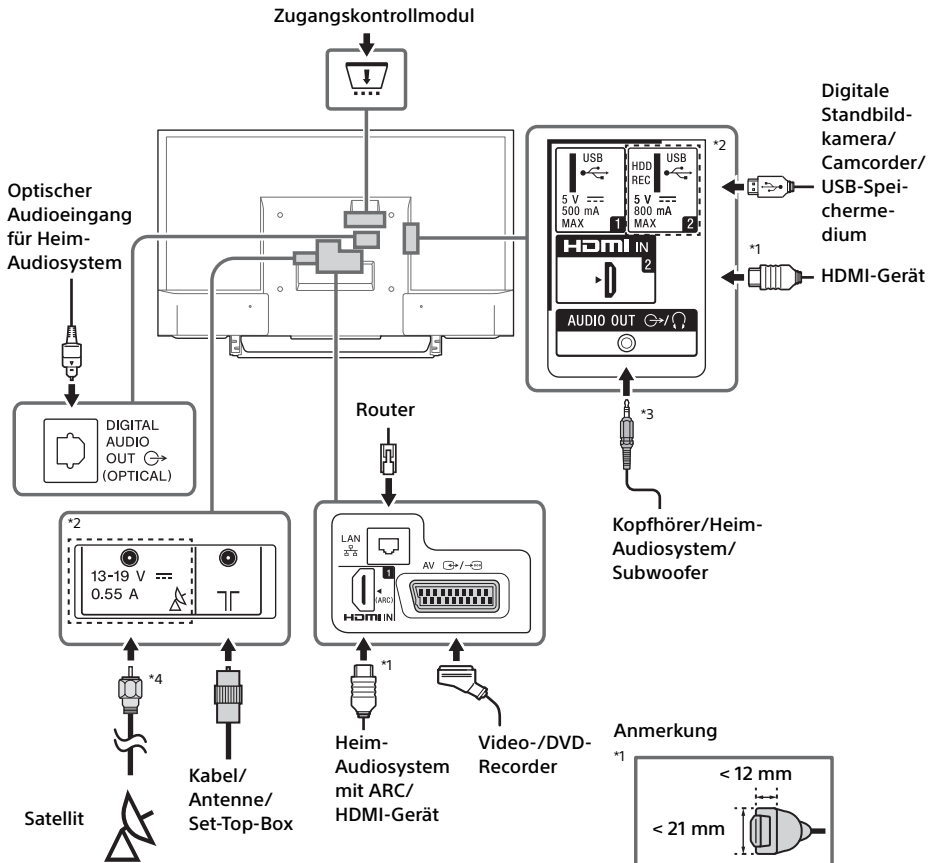 Zugangskontrollmodul
Optischer
Audioeingang
für Heim-
Audiosystem
USB
5 V
500 mA
MAX
1
*2
HDD
REC
USB
5 V
800 mA
MAX
2
HDMI IN
2
AUDIO OUT
Digitale
Standbild-
kamera/
Camcorder/
USB-Spei-
cherme-
dium
*1
HDMI-Gerät
*3
Kopfhörer/Heim-
Audiosystem/
Subwoofer
DIGITAL
AUDIO
OUT
(OPTICAL)
Router
*2
13-19 V
0.55 A
LAN
1
(ARC)
HDMI IN
AV
*4
*1
Satellit
Kabel/
Antenne/
Set-Top-Box
Heim-
Audiosystem
mit ARC/
HDMI-Gerät
Video-/DVD-
Recorder
Anmerkung
*1
< 12 mm
< 21 mm